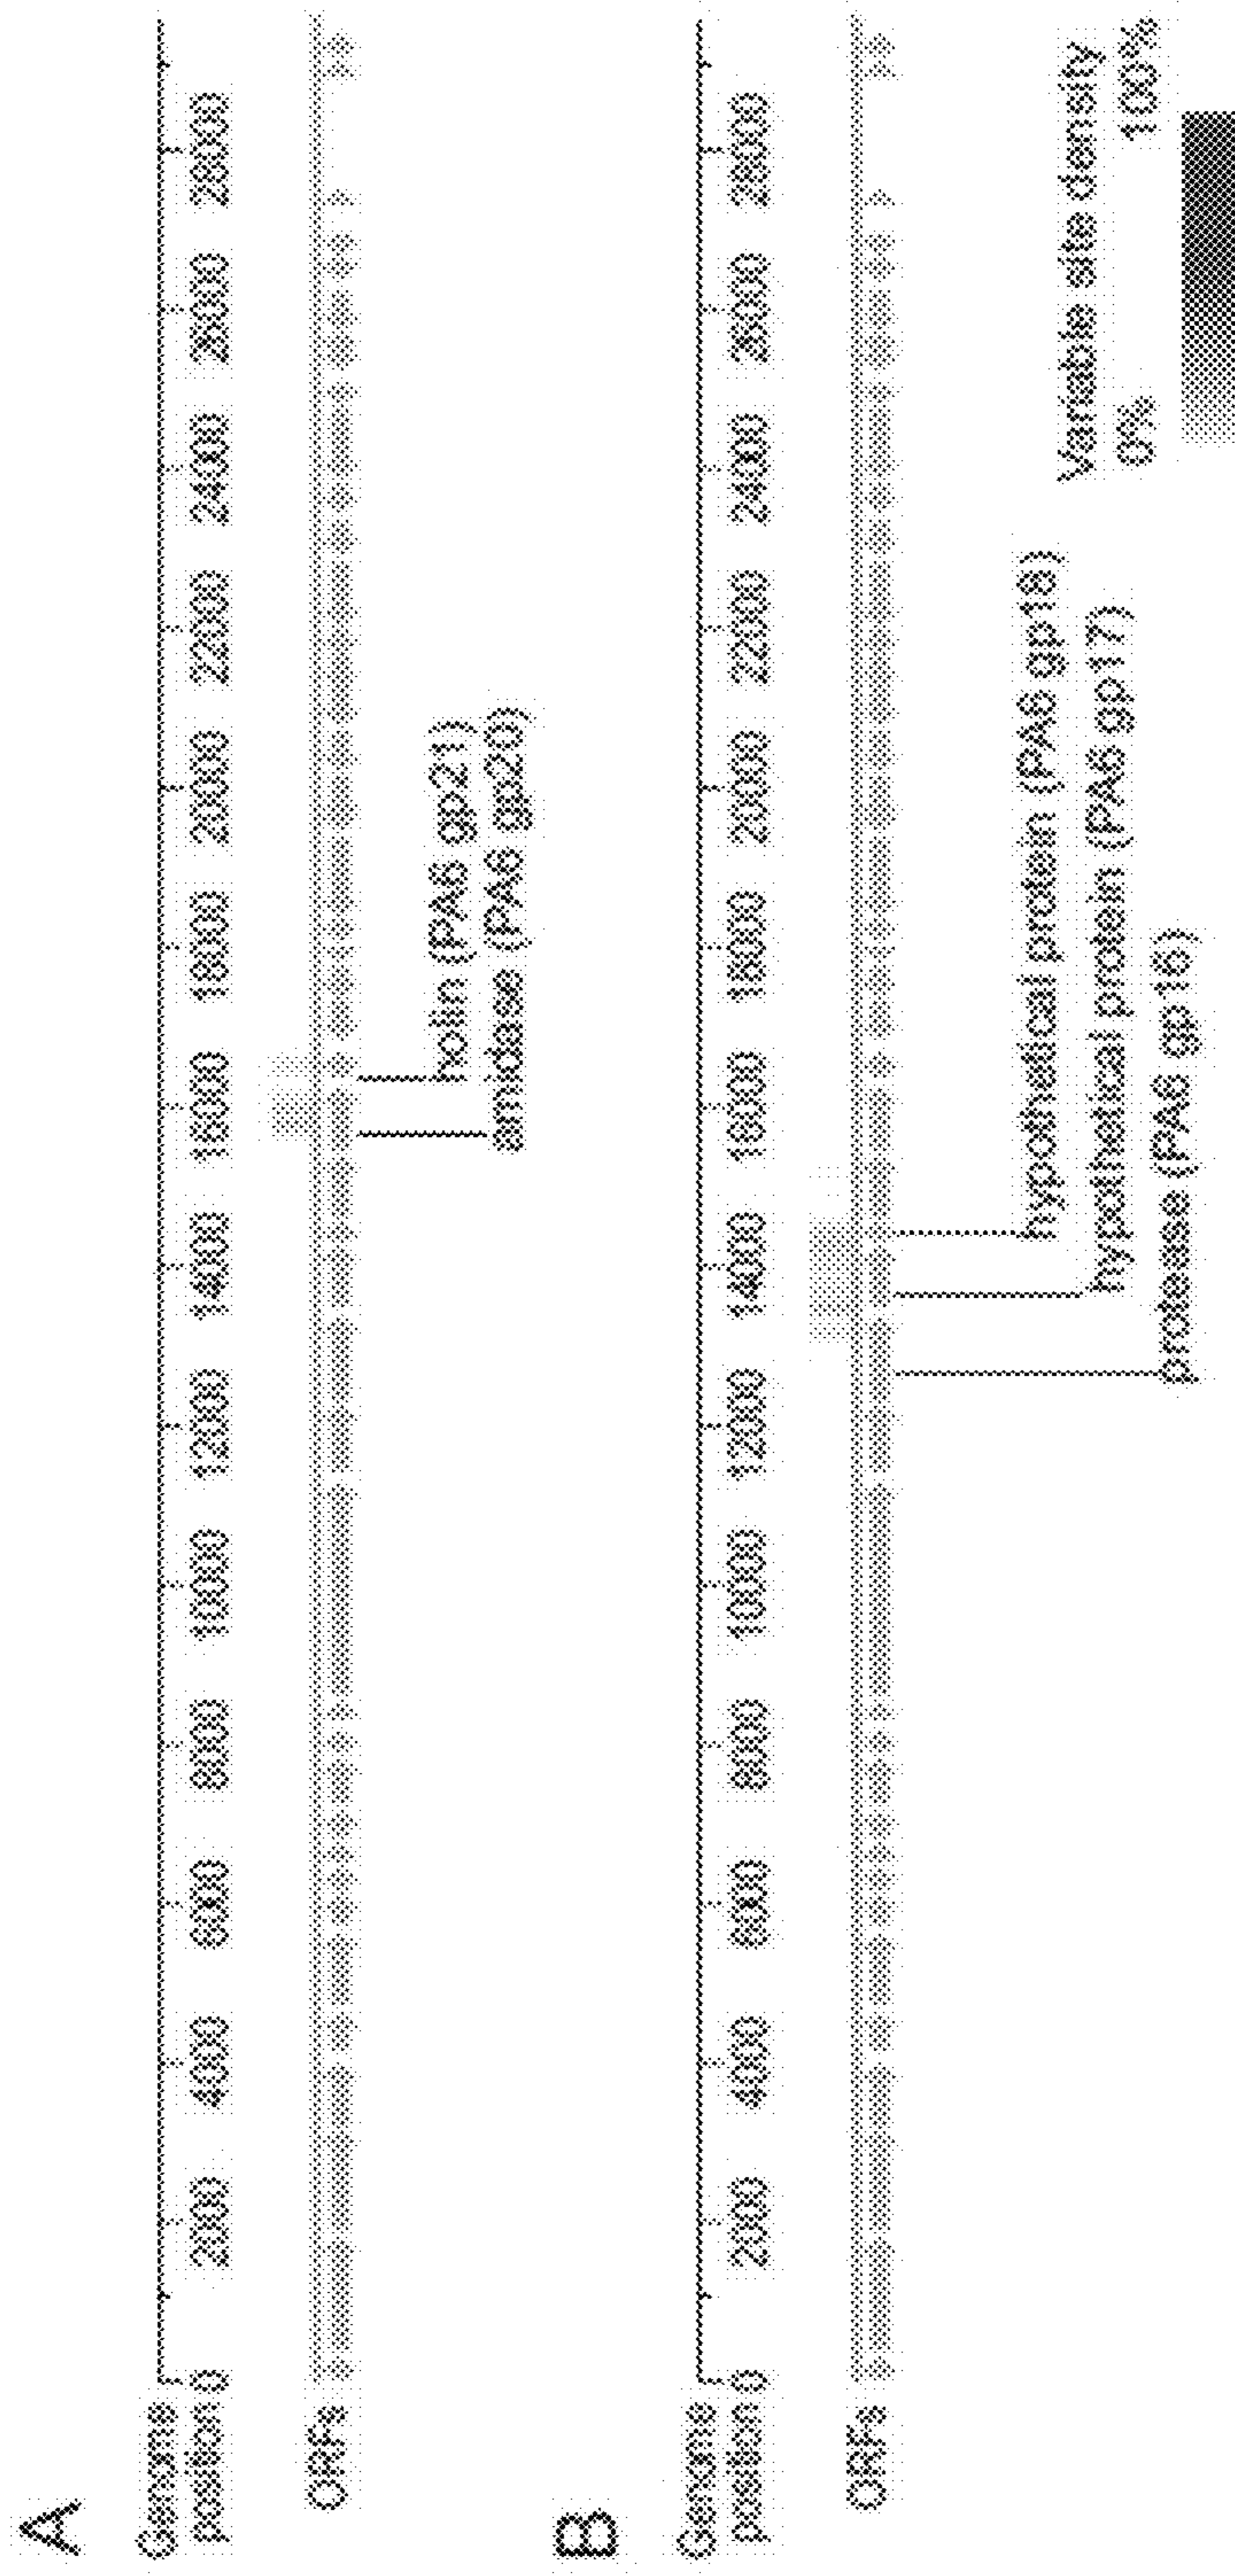 A
Genome
position 0 2000 4000 6000 8000 10000 12000 14000 16000 18000 20000 22000 24000 26000 28000
ORFs
holin (PA6 gp21)
amidase (PA6 gp20)
B
Genome
position 0 2000 4000 6000 8000 10000 12000 14000 16000 18000 20000 22000 24000 26000 28000
ORFs
hypothetical protein (PA6 gp18)
hypothetical protein (PA6 gp17)
protease (PA6 gp16)
Variable site density
0% 100%